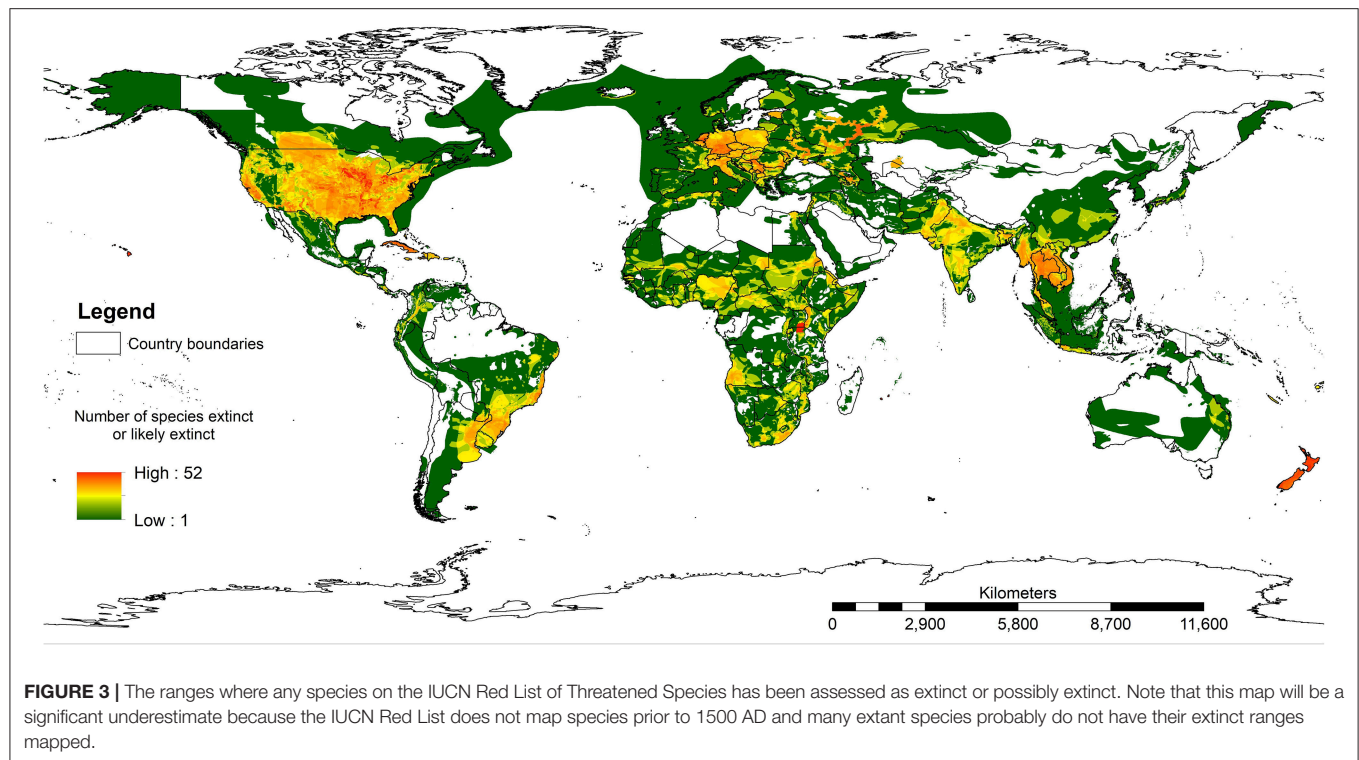 Legend
Country boundaries
Number of species extinct
or likely extinct
High : 52
Low : 1
Kilometers
0 2,900 5,800 8,700 11,600
FIGURE 3 | The ranges where any species on the IUCN Red List of Threatened Species has been assessed as extinct or possibly extinct. Note that this map will be a
significant underestimate because the IUCN Red List does not map species prior to 1500 AD and many extant species probably do not have their extinct ranges
mapped.